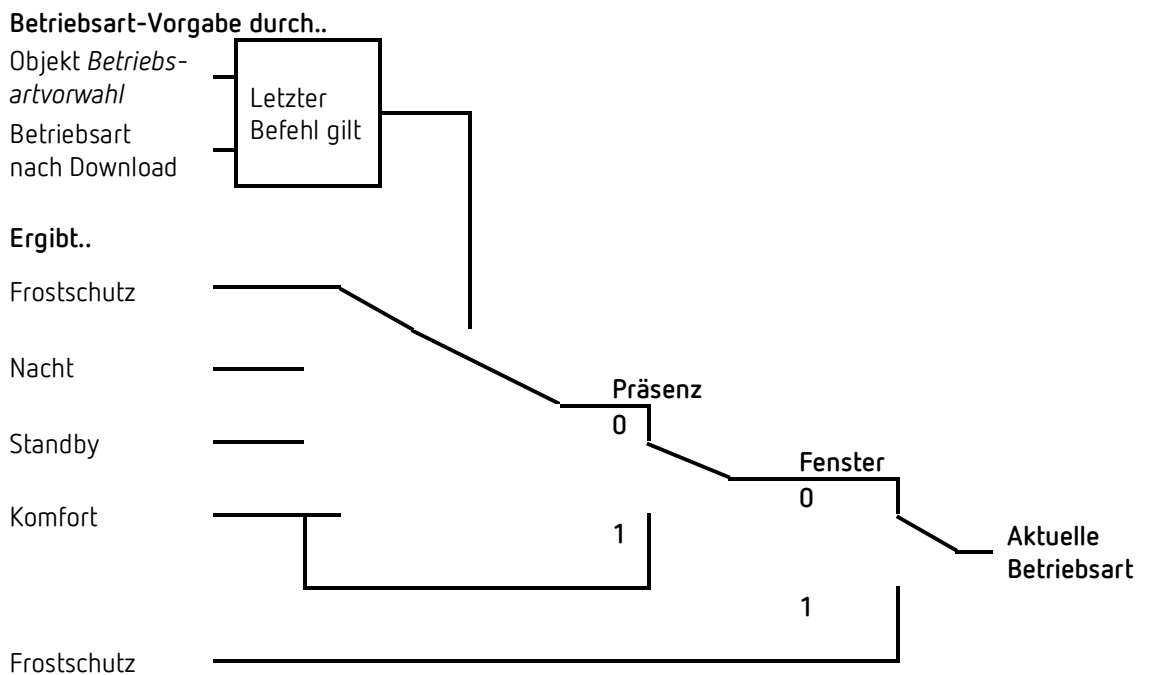 Betriebsart-Vorgabe durch..
Objekt Betriebs-
artvorwahl
Betriebsart
nach Download
Letzter
Befehl gilt
Ergibt..
Frostschutz
Nacht
Standby
Komfort
Frostschutz
Präsenz
0
1
Fenster
0
1
Aktuelle
Betriebsart